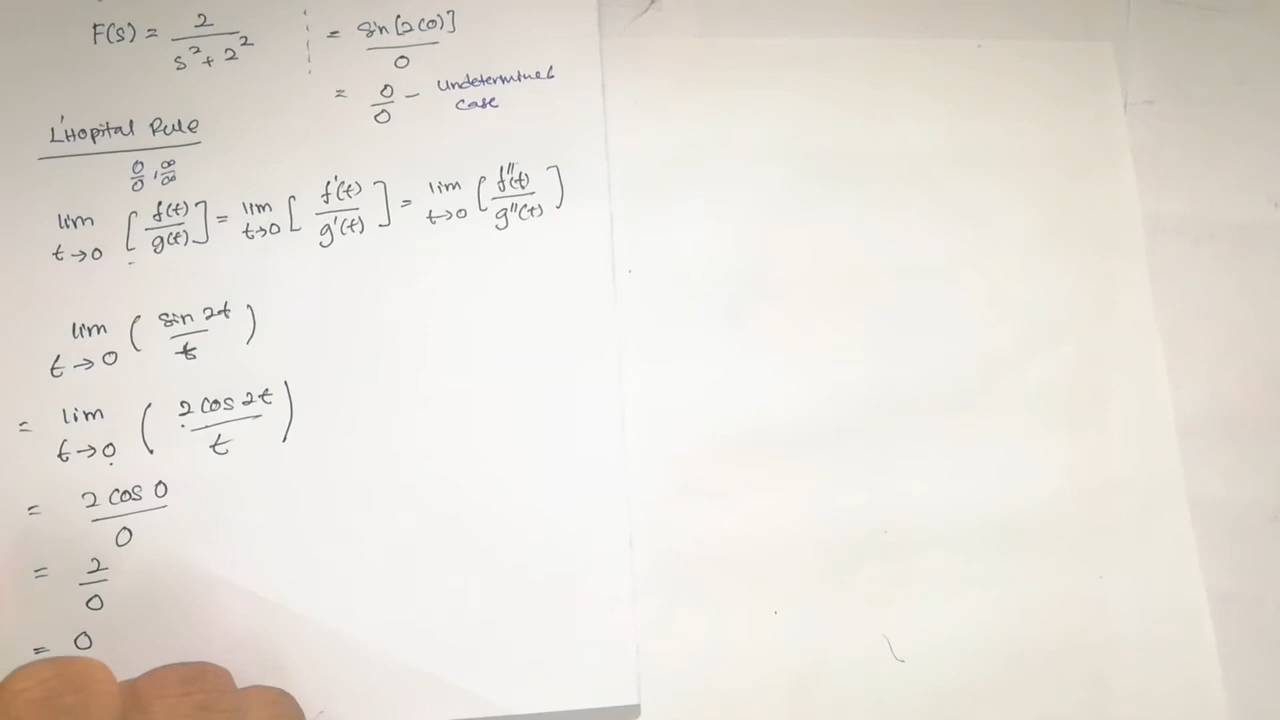 F(s) = 2 / s² + 2²
= sin[2(0)] / 0
= 0/0 – undetermined case
L'Hopital Rule
0/0 , ∞/∞
lim t→0 [ f(t) / g(t) ] = lim t→0 [ f'(t) / g'(t) ] = lim t→0 [ f''(t) / g''(t) ]
lim t→0 ( sin 2t / t )
= lim t→0 ( 2 cos 2t / t )
= 2 cos 0 / 0
= 2 / 0
= 0